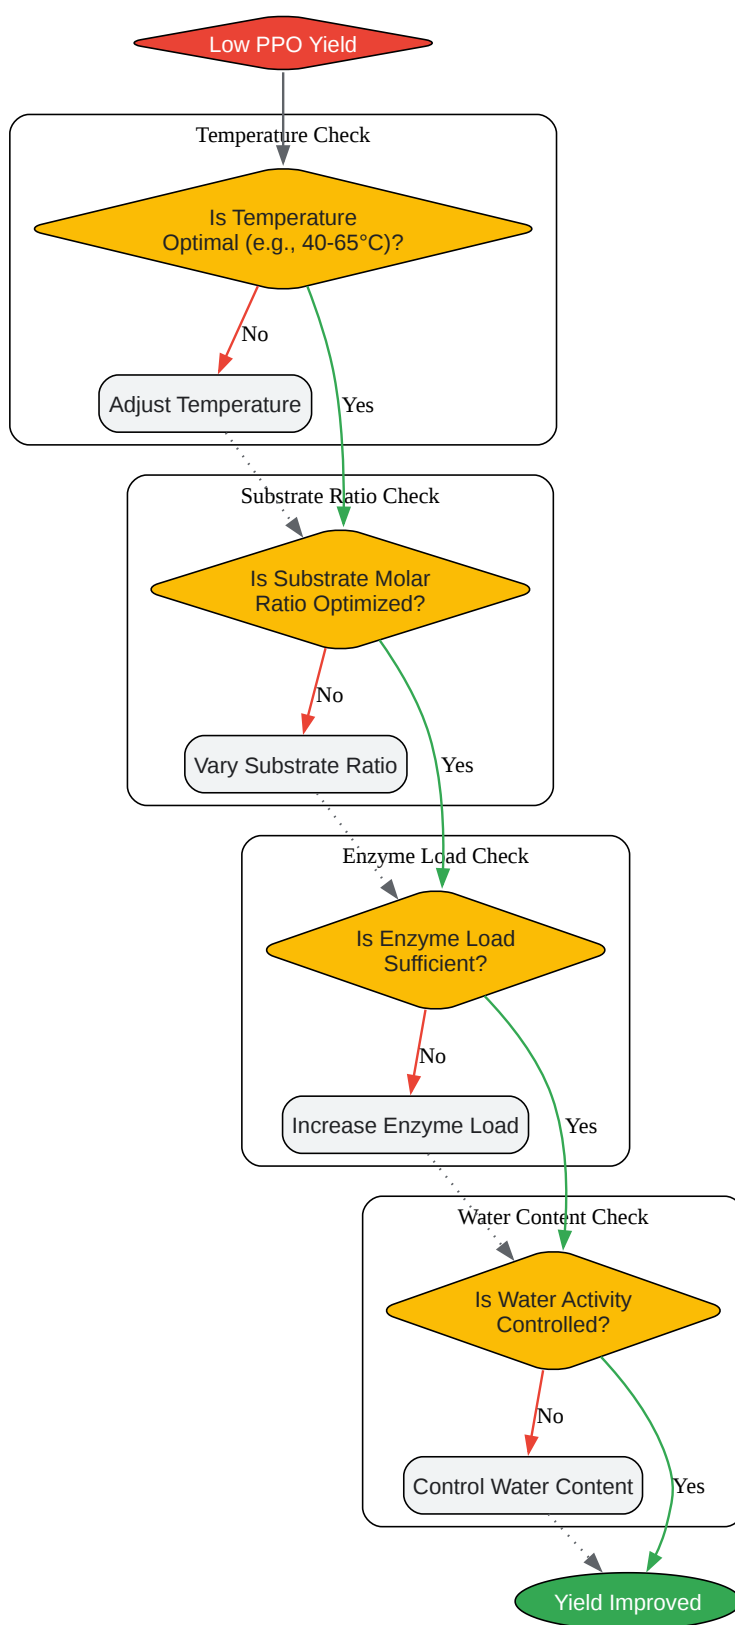 Low PPO Yield
Temperature Check
Is Temperature
Optimal (e.g., 40-65°C)?
No
Adjust Temperature
Yes
Substrate Ratio Check
Is Substrate Molar
Ratio Optimized?
No
Vary Substrate Ratio
Yes
Enzyme Load Check
Is Enzyme Load
Sufficient?
No
Increase Enzyme Load
Yes
Water Content Check
Is Water Activity
Controlled?
No
Control Water Content
Yes
Yield Improved